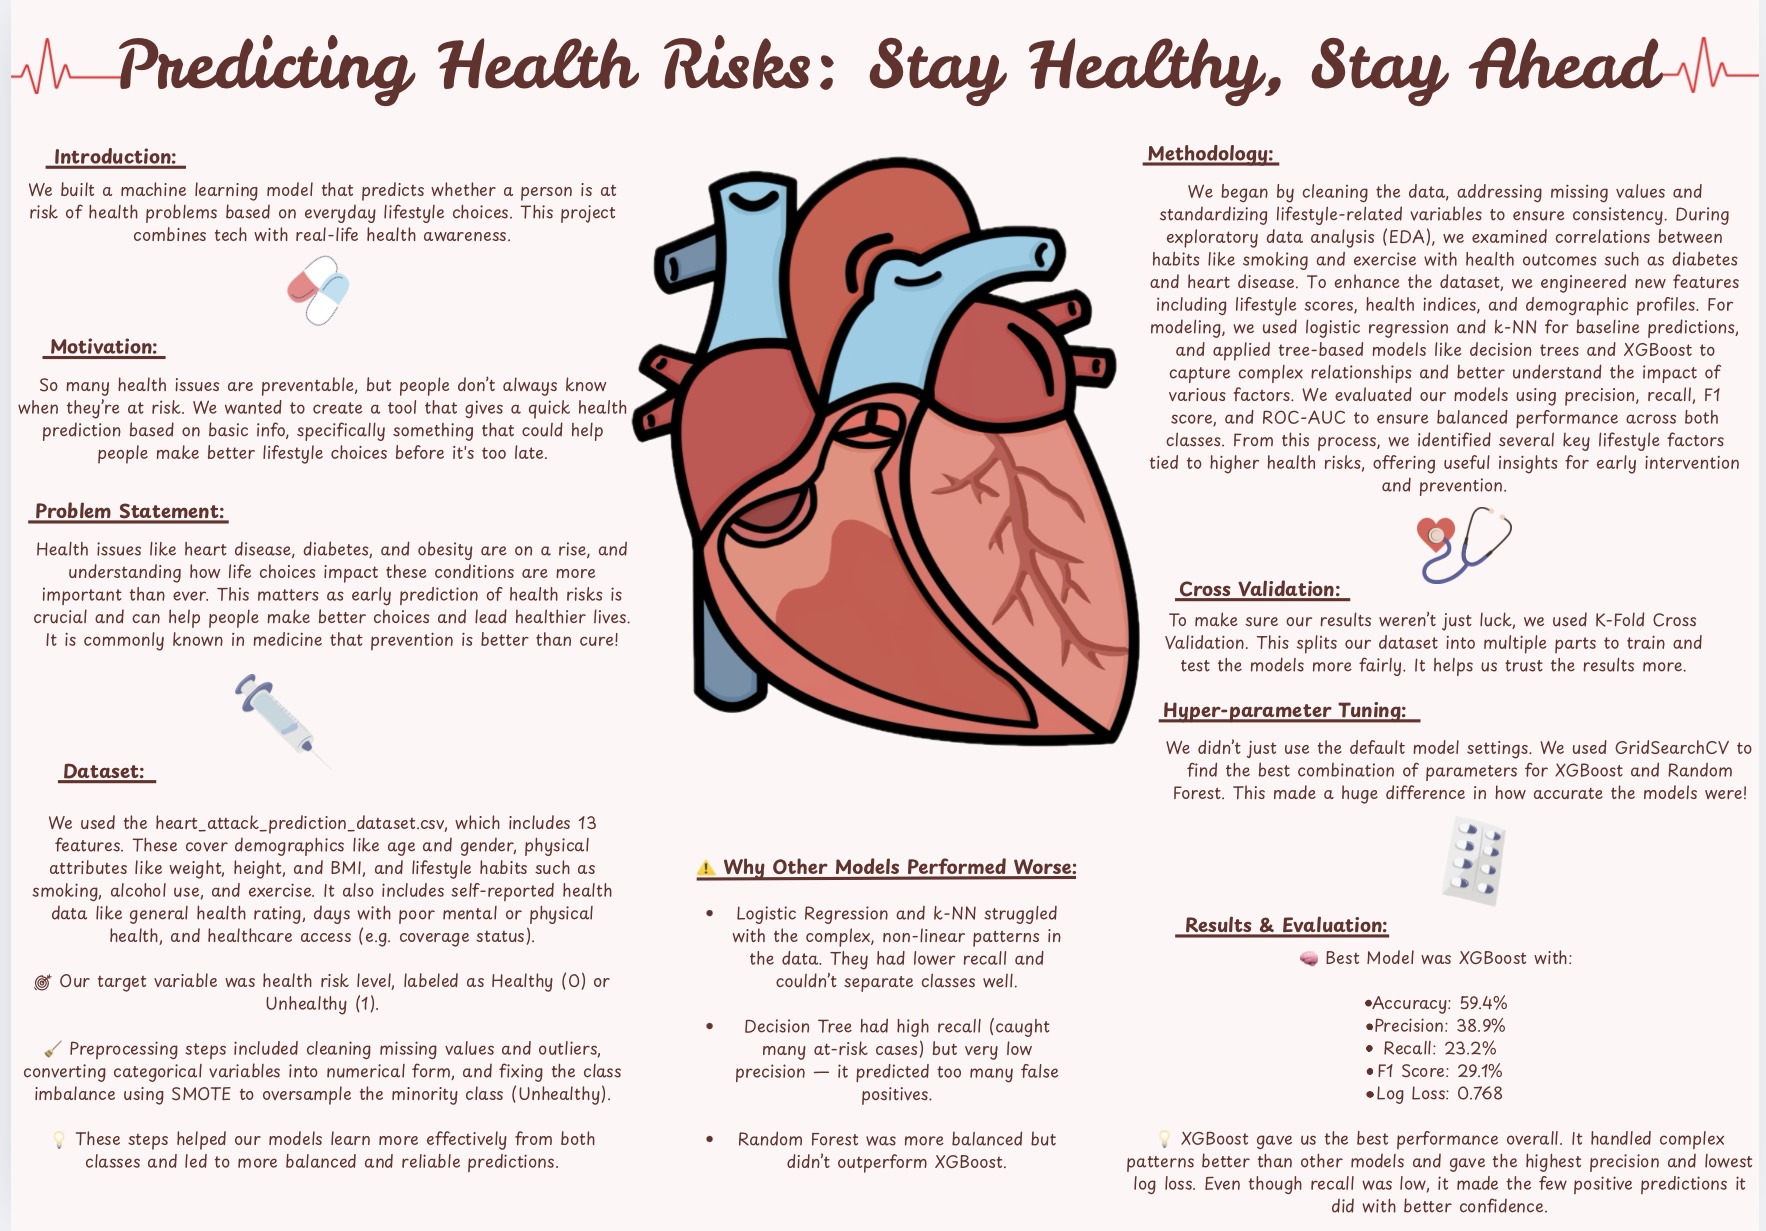 Predicting Health Risks: Stay Healthy, Stay Ahead
Introduction:
We built a machine learning model that predicts whether a person is at
risk of health problems based on everyday lifestyle choices. This project
combines tech with real-life health awareness.
Motivation:
So many health issues are preventable, but people don't always know
when they're at risk. We wanted to create a tool that gives a quick health
prediction based on basic info, specifically something that could help
people make better lifestyle choices before it's too late.
Problem Statement:
Health issues like heart disease, diabetes, and obesity are on a rise, and
understanding how life choices impact these conditions are more
important than ever. This matters as early prediction of health risks is
crucial and can help people make better choices and lead healthier lives.
It is commonly known in medicine that prevention is better than cure!
Dataset:
We used the heart_attack_prediction_dataset.csv, which includes 13
features. These cover demographics like age and gender, physical
attributes like weight, height, and BMI, and lifestyle habits such as
smoking, alcohol use, and exercise. It also includes self-reported health
data like general health rating, days with poor mental or physical
health, and healthcare access (e.g. coverage status).
🎯 Our target variable was health risk level, labeled as Healthy (0) or
Unhealthy (1).
🧹 Preprocessing steps included cleaning missing values and outliers,
converting categorical variables into numerical form, and fixing the class
imbalance using SMOTE to oversample the minority class (Unhealthy).
💡 These steps helped our models learn more effectively from both
classes and led to more balanced and reliable predictions.
⚠️ Why Other Models Performed Worse:
• Logistic Regression and k-NN struggled
with the complex, non-linear patterns in
the data. They had lower recall and
couldn't separate classes well.
• Decision Tree had high recall (caught
many at-risk cases) but very low
precision — it predicted too many false
positives.
• Random Forest was more balanced but
didn't outperform XGBoost.
Methodology:
We began by cleaning the data, addressing missing values and
standardizing lifestyle-related variables to ensure consistency. During
exploratory data analysis (EDA), we examined correlations between
habits like smoking and exercise with health outcomes such as diabetes
and heart disease. To enhance the dataset, we engineered new features
including lifestyle scores, health indices, and demographic profiles. For
modeling, we used logistic regression and k-NN for baseline predictions,
and applied tree-based models like decision trees and XGBoost to
capture complex relationships and better understand the impact of
various factors. We evaluated our models using precision, recall, F1
score, and ROC-AUC to ensure balanced performance across both
classes. From this process, we identified several key lifestyle factors
tied to higher health risks, offering useful insights for early intervention
and prevention.
Cross Validation:
To make sure our results weren't just luck, we used K-Fold Cross
Validation. This splits our dataset into multiple parts to train and
test the models more fairly. It helps us trust the results more.
Hyper-parameter Tuning:
We didn't just use the default model settings. We used GridSearchCV to
find the best combination of parameters for XGBoost and Random
Forest. This made a huge difference in how accurate the models were!
Results & Evaluation:
🧠 Best Model was XGBoost with:
•Accuracy: 59.4%
•Precision: 38.9%
• Recall: 23.2%
•F1 Score: 29.1%
•Log Loss: 0.768
💡 XGBoost gave us the best performance overall. It handled complex
patterns better than other models and gave the highest precision and lowest
log loss. Even though recall was low, it made the few positive predictions it
did with better confidence.